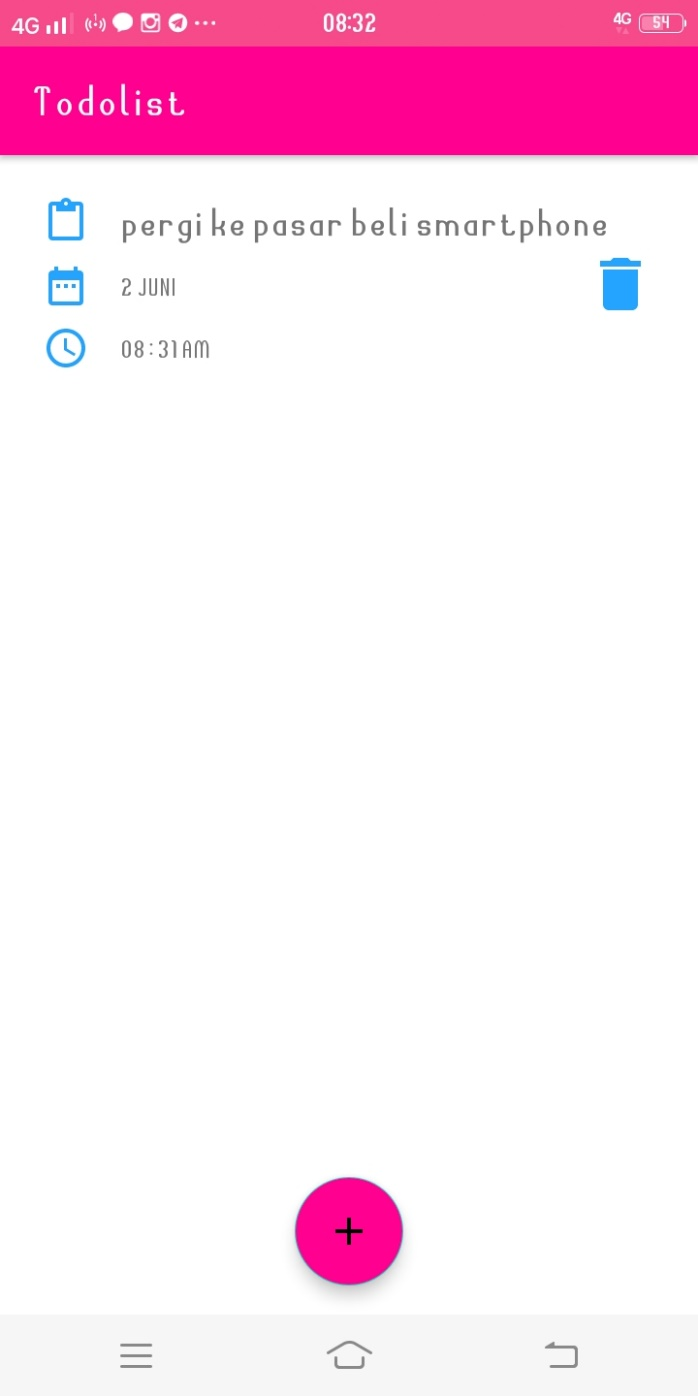 4G 08:32 4G 54
Todolist
pergi ke pasar beli smartphone
2 JUNI
08:31AM